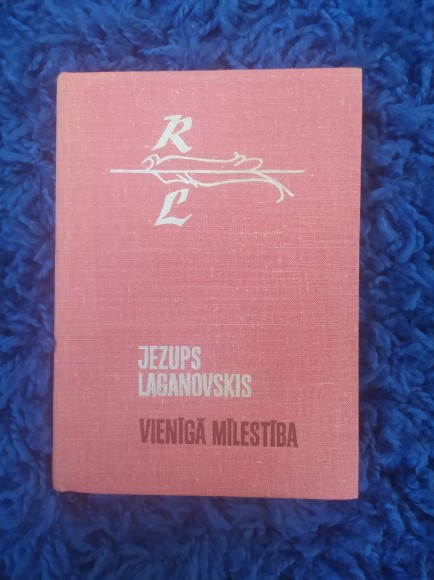 R
L
JEZUPS
LAGANOVSKIS
VIENĪGĀ MĪLESTĪBA